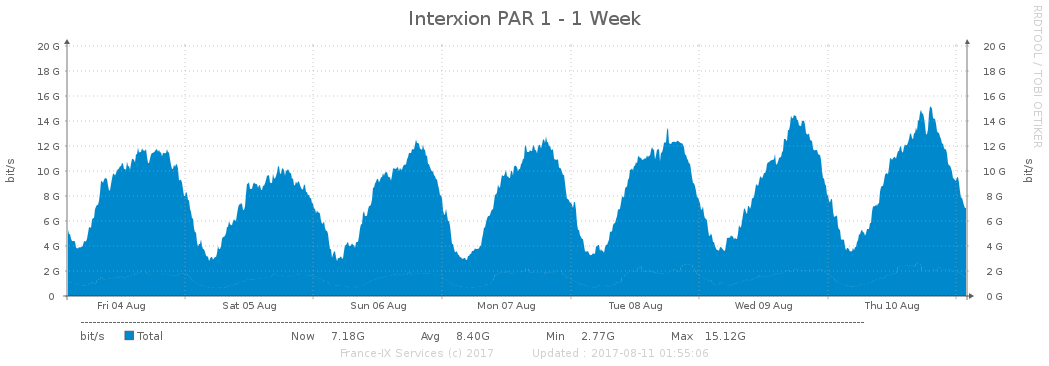 Interxion PAR 1 - 1 Week
RRDTOOL / TOBI OETIKER
20 G 20 G
18 G 18 G
16 G 16 G
14 G 14 G
12 G 12 G
bit/s 10 G 10 G bit/s
8 G 8 G
6 G 6 G
4 G 4 G
2 G 2 G
0 0 G
Fri 04 Aug Sat 05 Aug Sun 06 Aug Mon 07 Aug Tue 08 Aug Wed 09 Aug Thu 10 Aug
bit/s Total Now 7.18G Avg 8.40G Min 2.77G Max 15.12G
France-IX Services (c) 2017 Updated : 2017-08-11 01:55:06